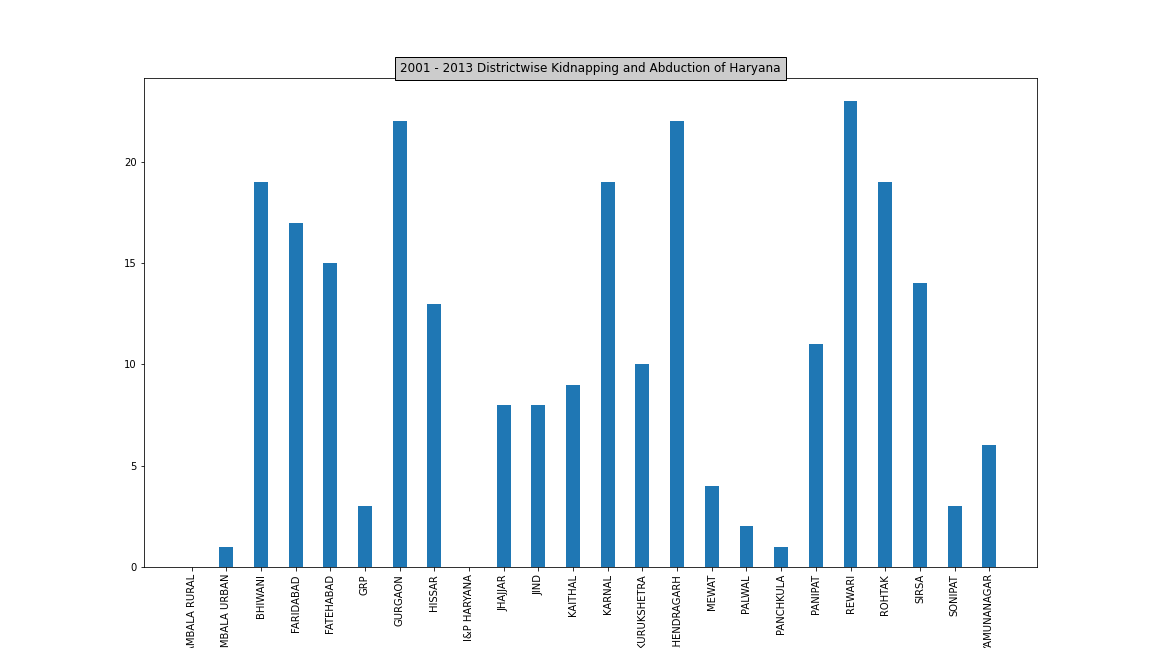 2001 - 2013 Districtwise Kidnapping and Abduction of Haryana
20
15
10
5
0
AMBALA RURAL
MBALA URBAN
BHIWANI
FARIDABAD
FATEHABAD
GRP
GURGAON
HISSAR
I&P HARYANA
JHAJJAR
JIND
KAITHAL
KARNAL
KURUKSHETRA
HENDRAGARH
MEWAT
PALWAL
PANCHKULA
PANIPAT
REWARI
ROHTAK
SIRSA
SONIPAT
YAMUNANAGAR